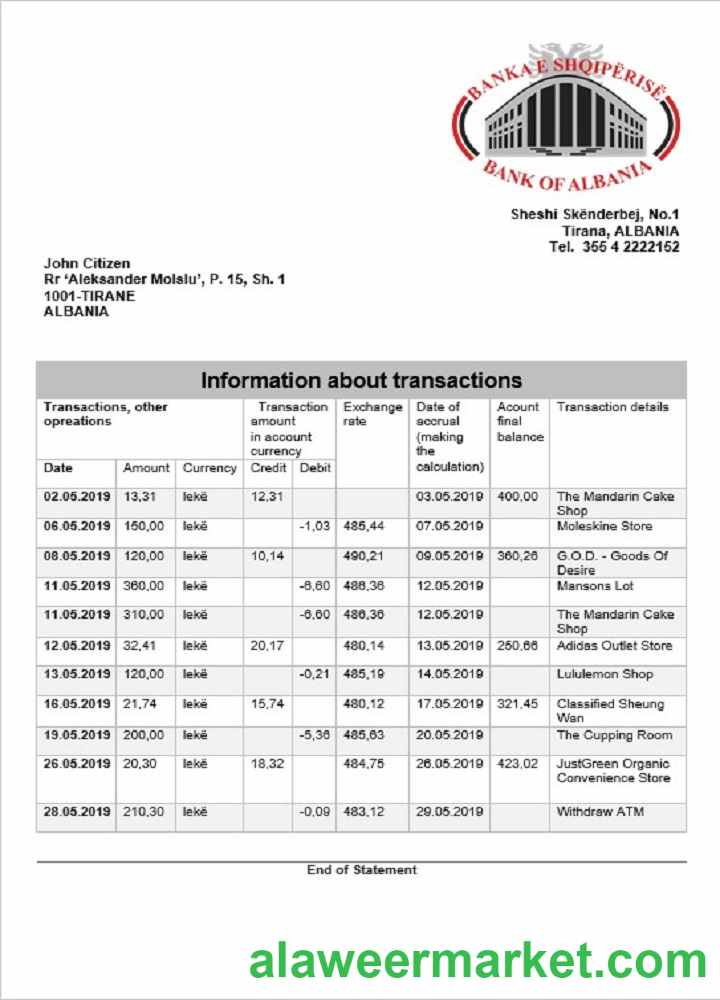 BANKA E SHQIPËRISË
BANK OF ALBANIA
Sheshi Skënderbej, No.1
Tirana, ALBANIA
Tel. 355 4 2222152
John Citizen
Rr ‘Aleksander Moisiu’, P. 15, Sh. 1
1001-TIRANE
ALBANIA
Information about transactions
Transactions, other opreations Transaction amount in account currency Exchange rate Date of accrual (making the calculation) Acount final balance Transaction details
Date Amount Currency Credit Debit
02.05.2019 13,31 lekë 12,31 03.05.2019 400,00 The Mandarin Cake Shop
06.05.2019 150,00 lekë -1,03 485,44 07.05.2019 Moleskine Store
08.05.2019 120,00 lekë 10,14 490,21 09.05.2019 360,26 G.O.D. - Goods Of Desire
11.05.2019 360,00 lekë -6,60 486,36 12.05.2019 Mansons Lot
11.05.2019 310,00 lekë -6,60 486,36 12.05.2019 The Mandarin Cake Shop
12.05.2019 32,41 lekë 20,17 480,14 13.05.2019 250,66 Adidas Outlet Store
13.05.2019 120,00 lekë -0,21 485,19 14.05.2019 Lululemon Shop
16.05.2019 21,74 lekë 15,74 480,12 17.05.2019 321,45 Classified Sheung Wan
19.05.2019 200,00 lekë -5,36 485,63 20.05.2019 The Cupping Room
26.05.2019 20,30 lekë 18,32 484,75 26.05.2019 423,02 JustGreen Organic Convenience Store
28.05.2019 210,30 lekë -0,09 483,12 29.05.2019 Withdraw ATM
End of Statement
alaweermarket.com